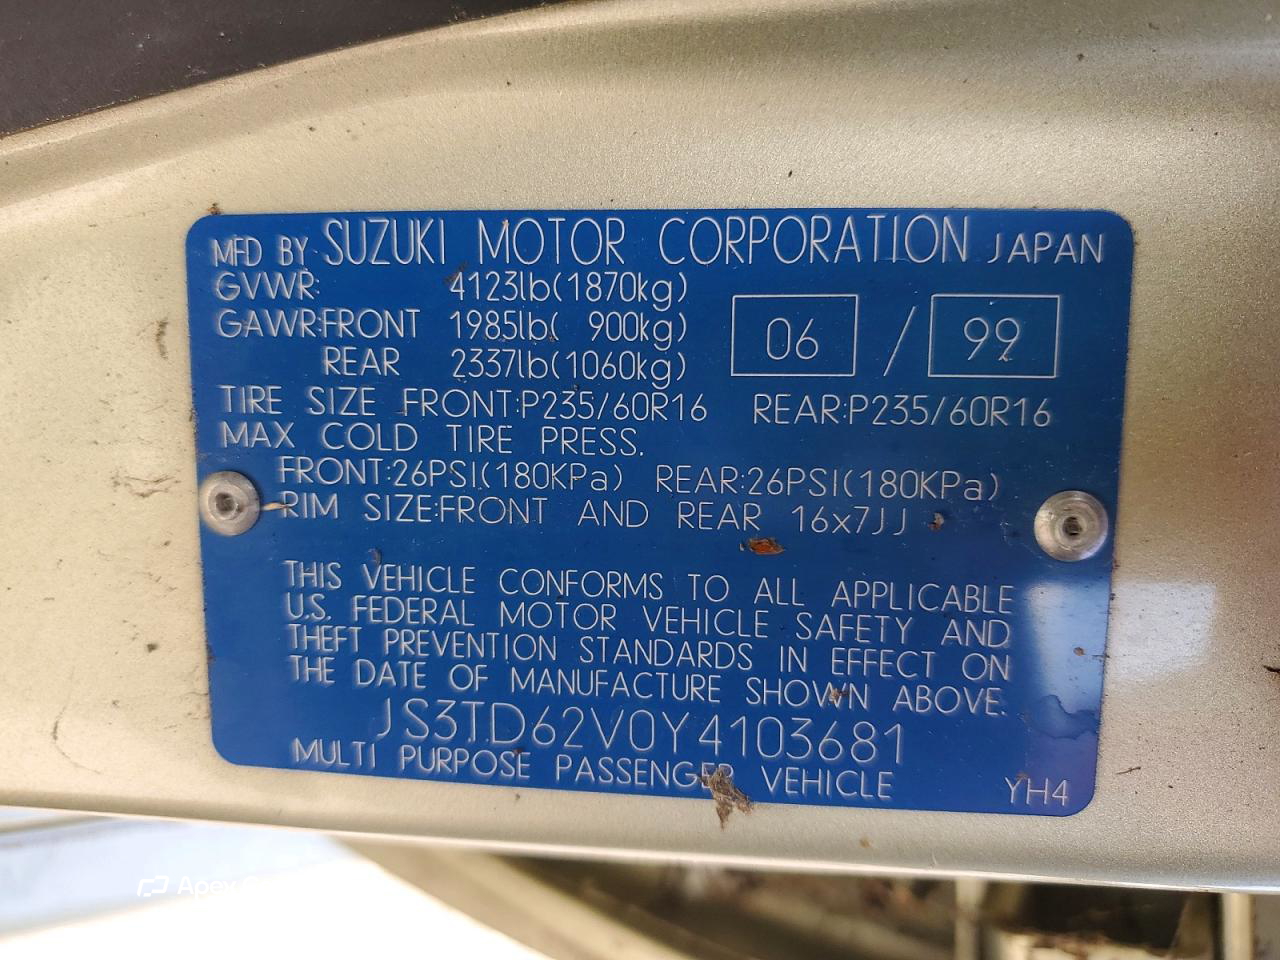 MFD BY SUZUKI MOTOR CORPORATION JAPAN
GVWR: 4123lb(1870kg)
GAWR:FRONT 1985lb( 900kg)
REAR 2337lb(1060kg)
06 / 99
TIRE SIZE FRONT:P235/60R16 REAR:P235/60R16
MAX COLD TIRE PRESS.
FRONT:26PSI(180KPa) REAR:26PSI(180KPa)
RIM SIZE:FRONT AND REAR 16x7JJ
THIS VEHICLE CONFORMS TO ALL APPLICABLE
U.S. FEDERAL MOTOR VEHICLE SAFETY AND
THEFT PREVENTION STANDARDS IN EFFECT ON
THE DATE OF MANUFACTURE SHOWN ABOVE.
JS3TD62V0Y4103681
MULTI PURPOSE PASSENGER VEHICLE YH4